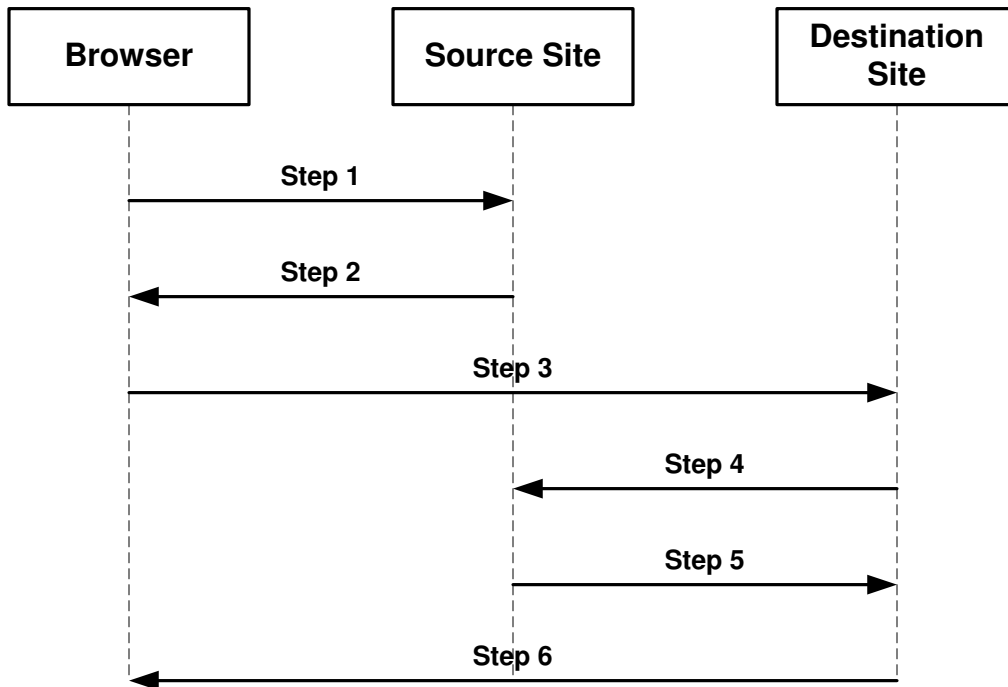 Browser
Source Site
Destination
Site
Step 1
Step 2
Step 3
Step 4
Step 5
Step 6